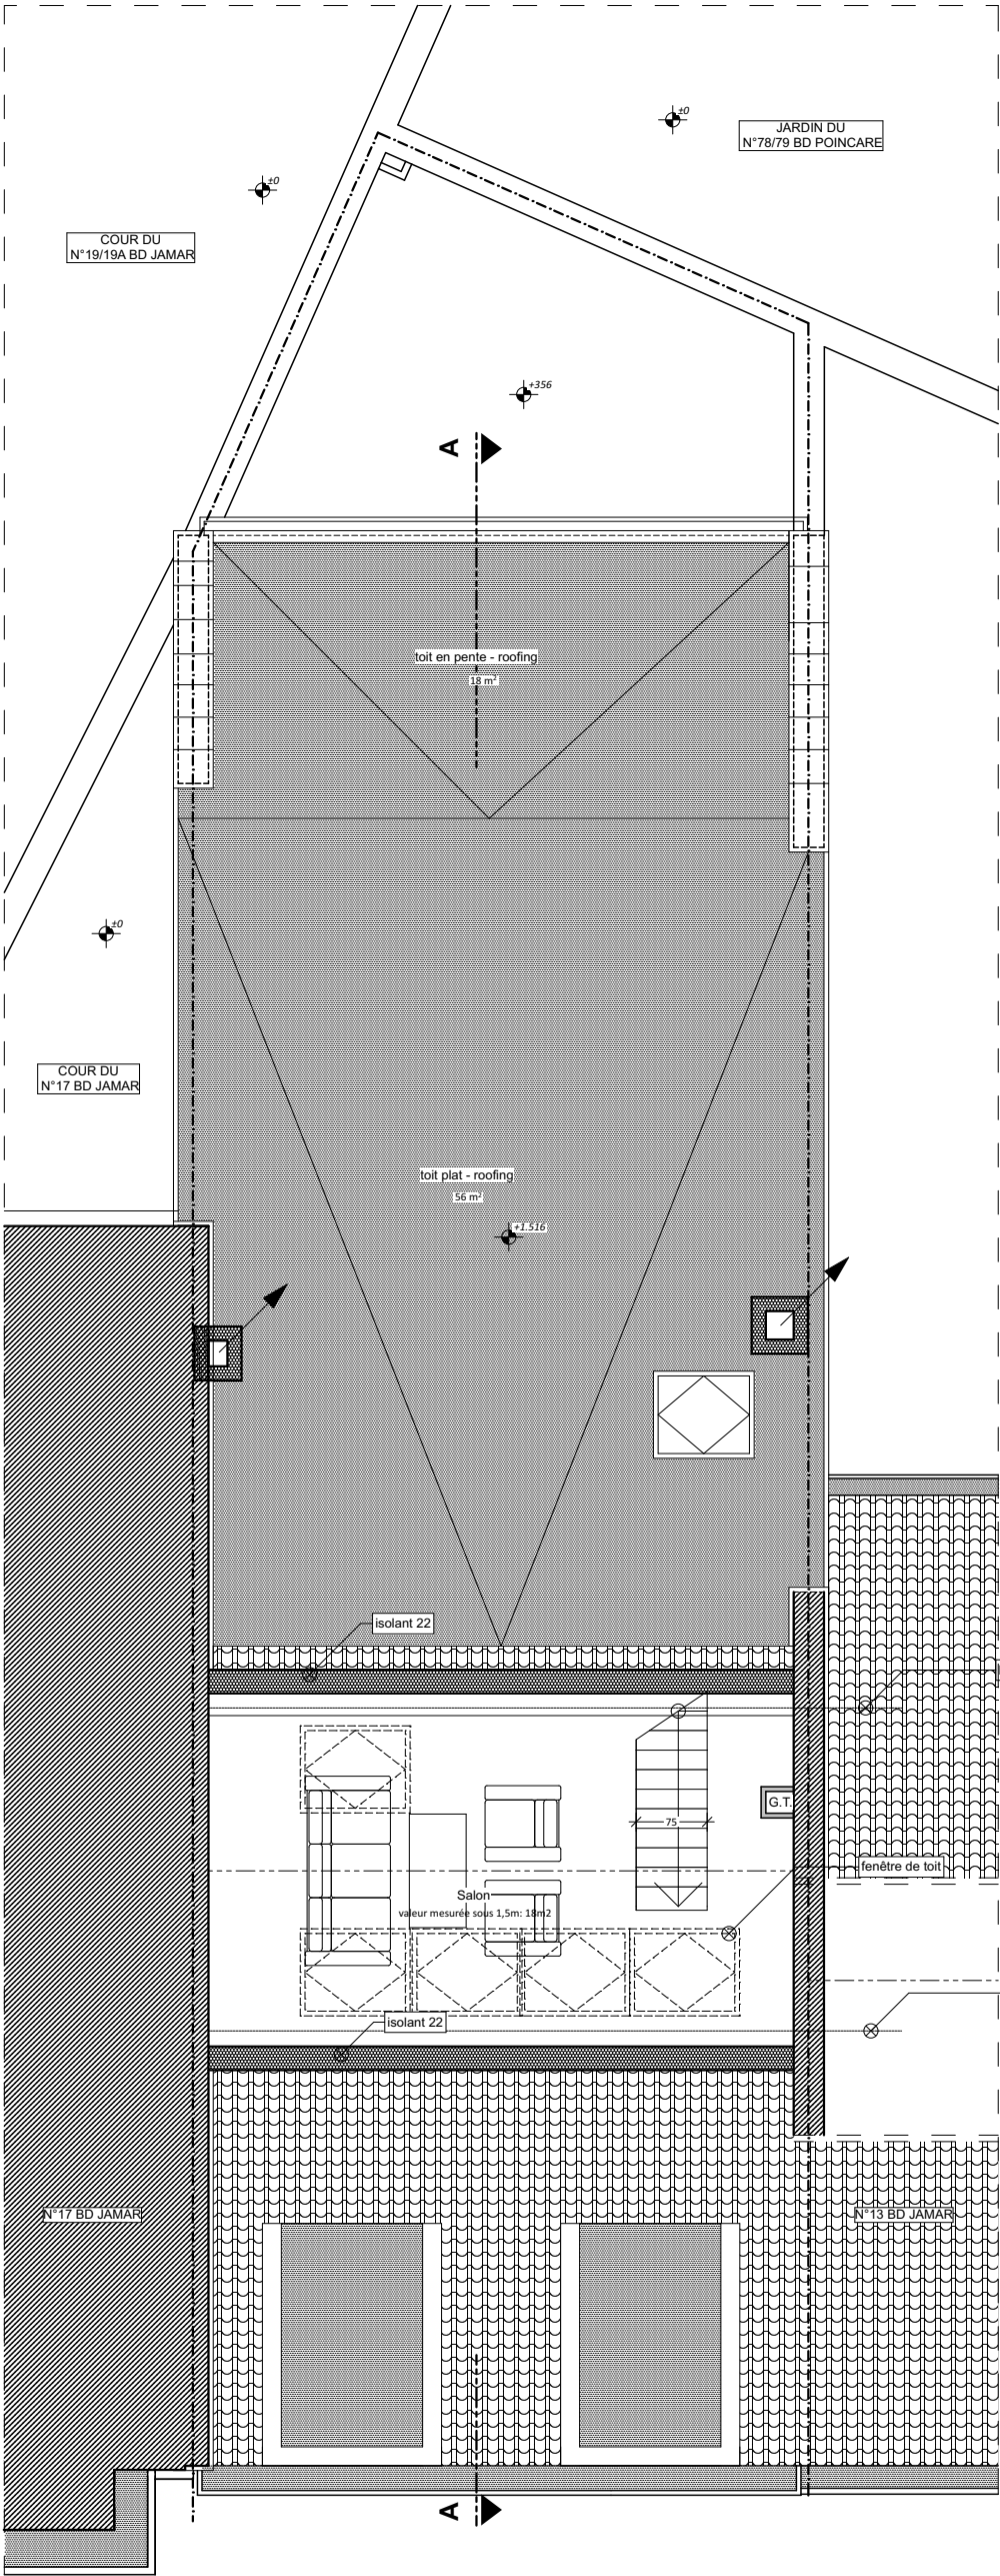 ±0
JARDIN DU
N°78/79 BD POINCARE
±0
COUR DU
N°19/19A BD JAMAR
+356
A
toit en pente - roofing
18 m²
±0
COUR DU
N°17 BD JAMAR
toit plat - roofing
56 m²
+1.516
isolant 22
G.T.
75
fenêtre de toit
Salon
valeur mesurée sous 1,5m: 18m2
isolant 22
N°17 BD JAMAR
N°13 BD JAMAR
A